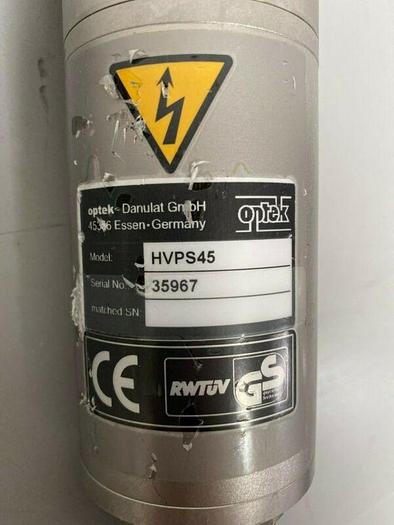 optek-Danulat GmbH
optek
45356 Essen·Germany
Model: HVPS45
Serial No.: 35967
matched SN:
CE RWTÜV GS